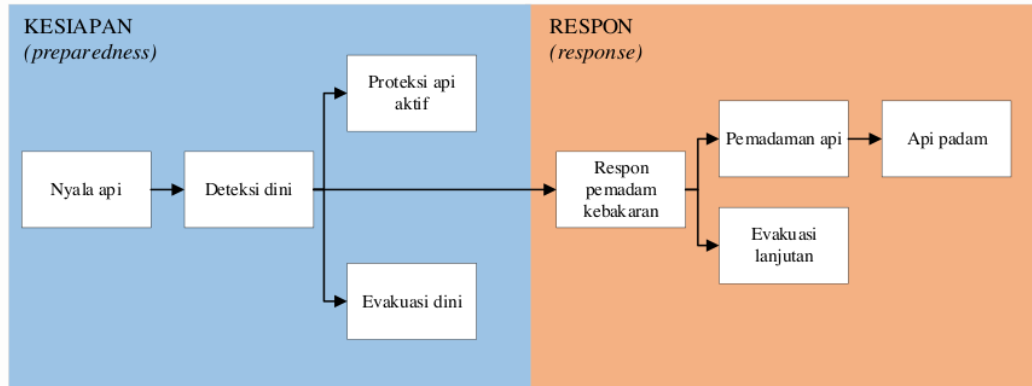 KESIAPAN
(preparedness)
Nyala api
Deteksi dini
Proteksi api
aktif
Evakuasi dini
RESPON
(response)
Respon
pemadam
kebakaran
Pemadaman api
Api padam
Evakuasi
lanjutan